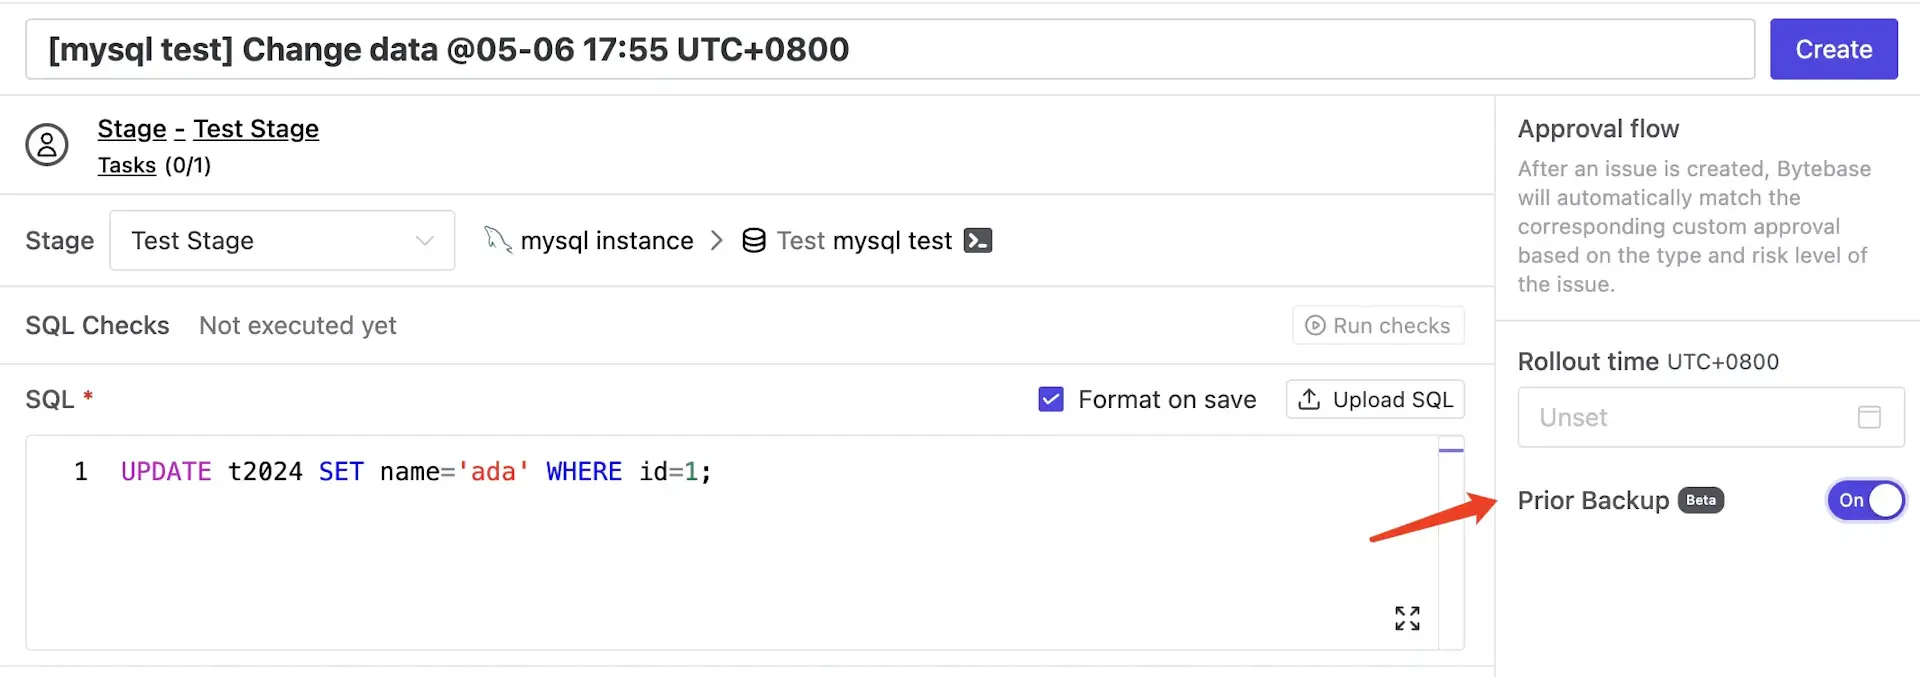 [mysql test] Change data @05-06 17:55 UTC+0800
Create
Stage - Test Stage
Tasks (0/1)
Stage Test Stage mysql instance > Test mysql test
SQL Checks Not executed yet Run checks
SQL * Format on save Upload SQL
1 UPDATE t2024 SET name='ada' WHERE id=1;
Approval flow
After an issue is created, Bytebase
will automatically match the
corresponding custom approval
based on the type and risk level of
the issue.
Rollout time UTC+0800
Unset
Prior Backup Beta On